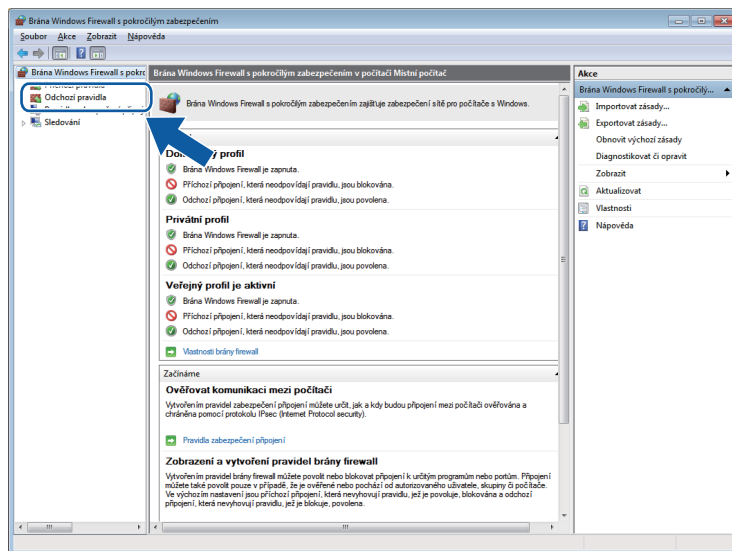 Brána Windows Firewall s pokročilým zabezpečením
Soubor Akce Zobrazit Nápověda
Brána Windows Firewall s pokro
Odchozí pravidla
Sledování
Brána Windows Firewall s pokročilým zabezpečením v počítači Místní počítač
Brána Windows Firewall s pokročilým zabezpečením zajišťuje zabezpečení sítě pro počítače s Windows.
profil
Brána Windows Firewall je zapnuta.
Příchozí připojení, která neodpovídají pravidlu, jsou blokována.
Odchozí připojení, která neodpovídají pravidlu, jsou povolena.
Privátní profil
Brána Windows Firewall je zapnuta.
Příchozí připojení, která neodpovídají pravidlu, jsou blokována.
Odchozí připojení, která neodpovídají pravidlu, jsou povolena.
Veřejný profil je aktivní
Brána Windows Firewall je zapnuta.
Příchozí připojení, která neodpovídají pravidlu, jsou blokována.
Odchozí připojení, která neodpovídají pravidlu, jsou povolena.
Vlastnosti brány firewall
Začínáme
Ověřovat komunikaci mezi počítači
Vytvořením pravidel zabezpečení připojení můžete určit, jak a kdy budou připojení mezi počítači ověřována a
chráněna pomocí protokolu IPsec (Internet Protocol security).
Pravidla zabezpečení připojení
Zobrazení a vytvoření pravidel brány firewall
Vytvořením pravidel brány firewall můžete povolit nebo blokovat připojení k určitým programům nebo portům. Připojení
můžete také povolit pouze v případě, že je ověřené nebo pochází od autorizovaného uživatele, skupiny či počítače.
Ve výchozím nastavení jsou příchozí připojení, která nevyhovují pravidlu, jež je povoluje, blokována a odchozí
připojení, která nevyhovují pravidlu, jež je blokuje, povolena.
Akce
Brána Windows Firewall s pokročilý...
Importovat zásady...
Exportovat zásady...
Obnovit výchozí zásady
Diagnostikovat či opravit
Zobrazit
Aktualizovat
Vlastnosti
Nápověda